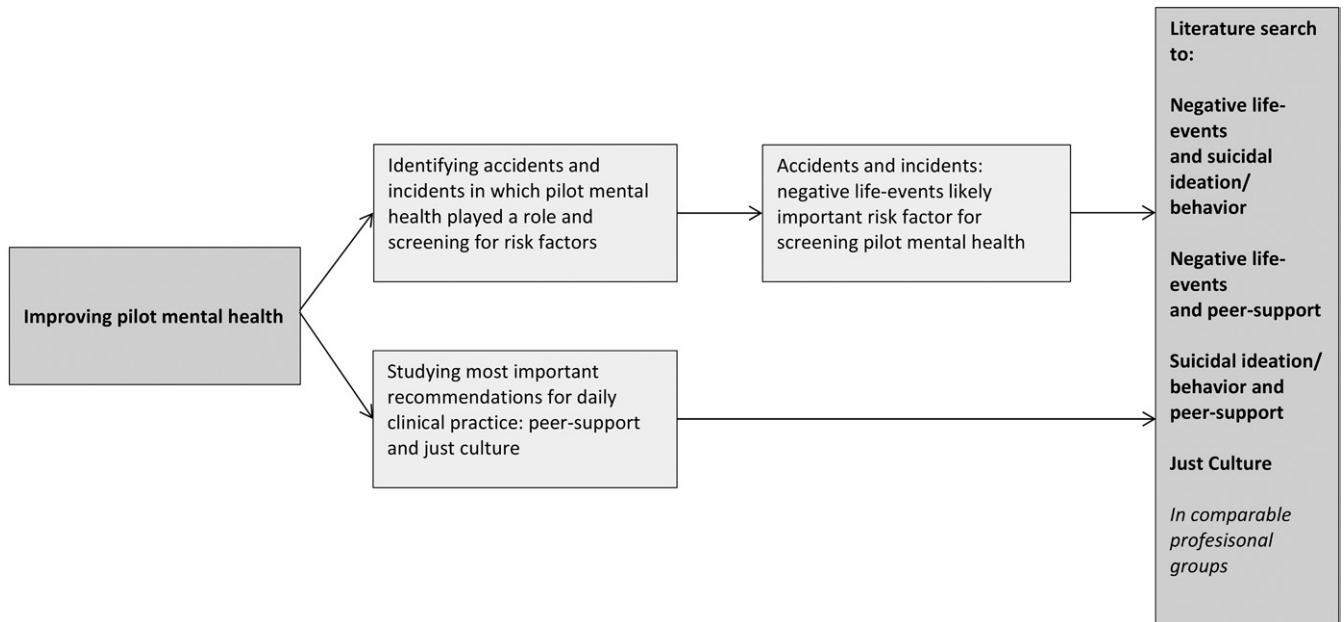 Improving pilot mental health
Identifying accidents and
incidents in which pilot mental
health played a role and
screening for risk factors
Studying most important
recommendations for daily
clinical practice: peer-support
and just culture
Accidents and incidents:
negative life-events likely
important risk factor for
screening pilot mental health
Literature search
to:
Negative life-
events
and suicidal
ideation/
behavior
Negative life-
events
and peer-support
Suicidal ideation/
behavior and
peer-support
Just Culture
In comparable
profesisonal
groups